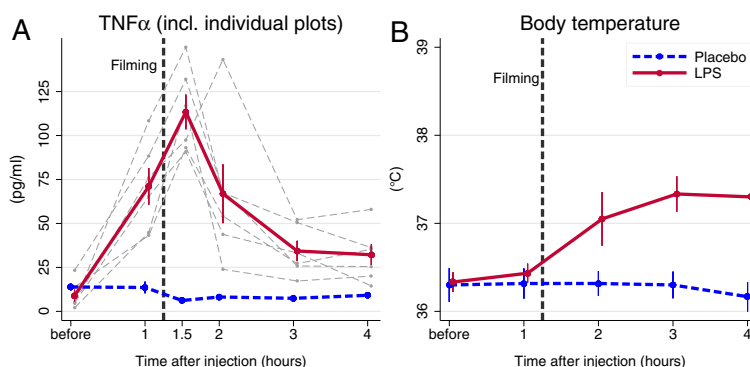 A
TNFα (incl. individual plots)
Filming
(pg/ml)
125
100
75
50
25
0
before
1
1.5
2
3
4
Time after injection (hours)
B
Body temperature
Filming
Placebo
LPS
(°C)
39
38
37
36
before
1
2
3
4
Time after injection (hours)